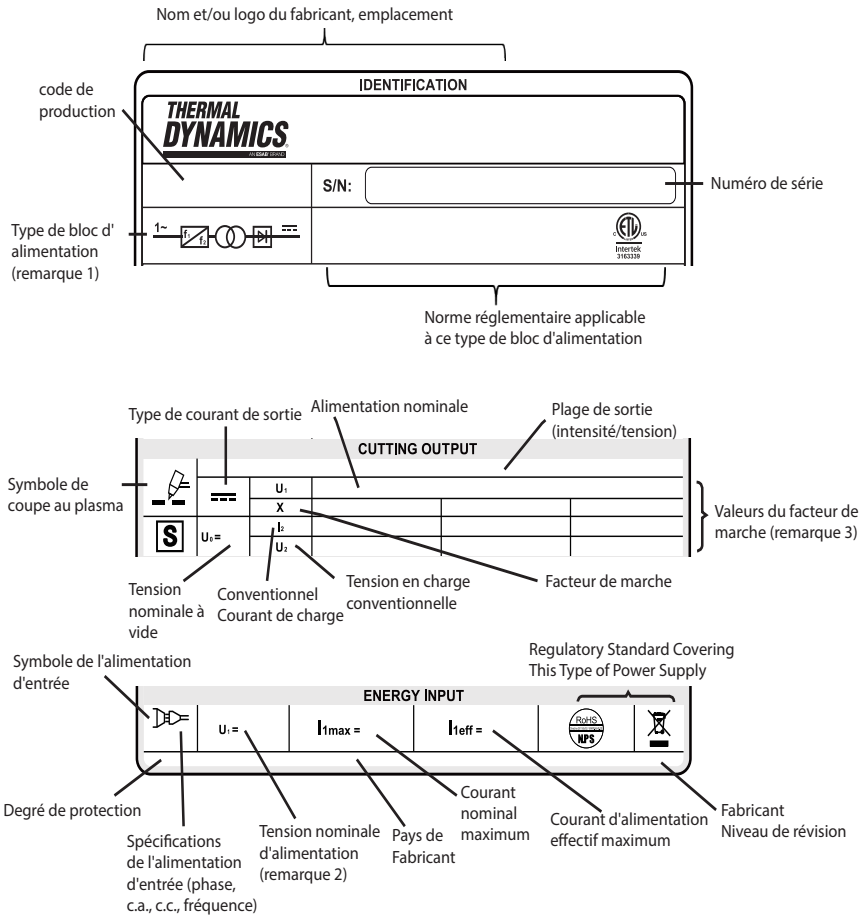 Nom et/ou logo du fabricant, emplacement
code de
production
IDENTIFICATION
THERMAL
DYNAMICS
AN ESAB BRAND
S/N:
Numéro de série
Type de bloc d'
alimentation
(remarque 1)
1~
f1
f2
C
ETL
US
Intertek
3163339
Norme réglementaire applicable
à ce type de bloc d'alimentation
Type de courant de sortie
Alimentation nominale
Plage de sortie
(intensité/tension)
CUTTING OUTPUT
Symbole de
coupe au plasma
U1
X
S
U0=
I2
U2
Valeurs du facteur de
marche (remarque 3)
Tension
nominale à
vide
Conventionnel
Courant de charge
Tension en charge
conventionnelle
Facteur de marche
Symbole de l'alimentation
d'entrée
Regulatory Standard Covering
This Type of Power Supply
ENERGY INPUT
U1 =
I1max =
I1eff =
RoHS
NPS
Degré de protection
Spécifications
de l'alimentation
d'entrée (phase,
c.a., c.c., fréquence)
Tension nominale
d'alimentation
(remarque 2)
Pays de
Fabricant
Courant
nominal
maximum
Courant d'alimentation
effectif maximum
Fabricant
Niveau de révision